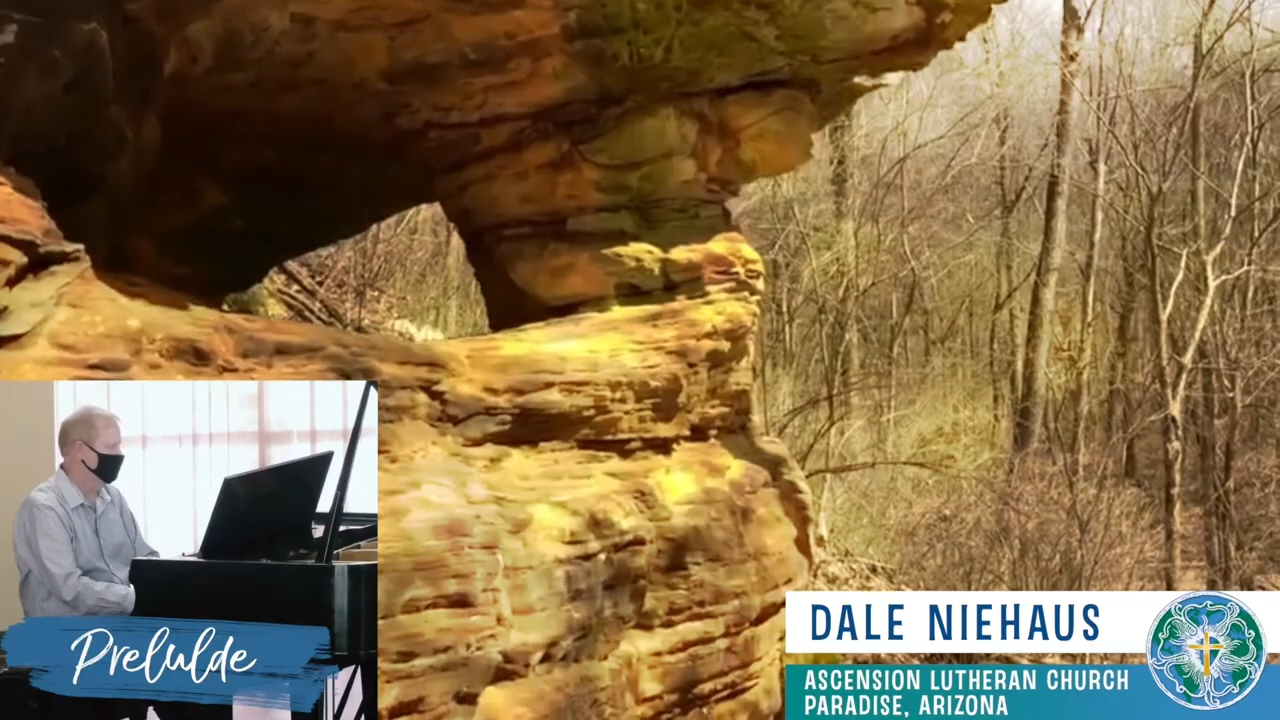 Prelulde
DALE NIEHAUS
ASCENSION LUTHERAN CHURCH
PARADISE, ARIZONA